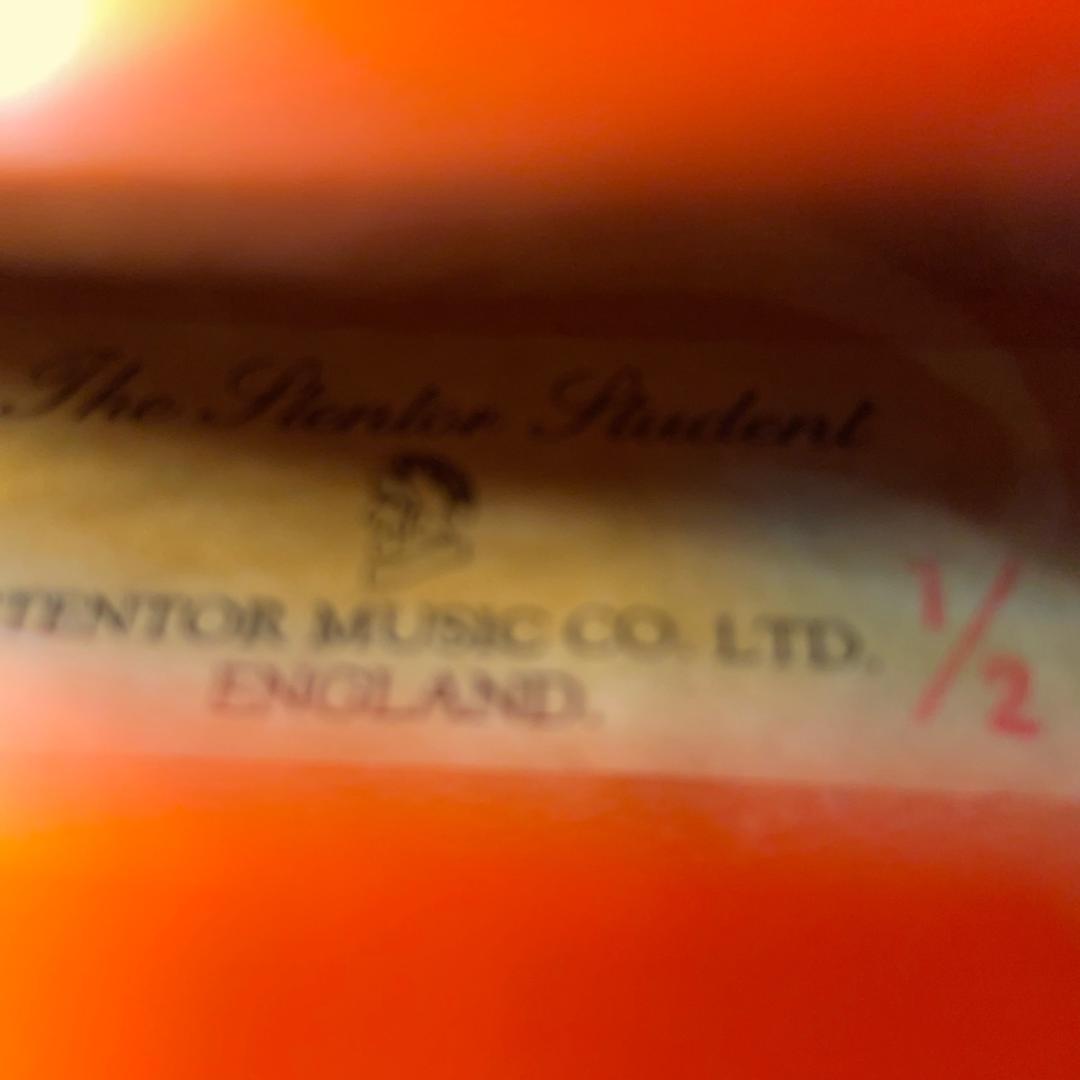 The Stentor Student
STENTOR MUSIC CO. LTD.
ENGLAND.
1/2